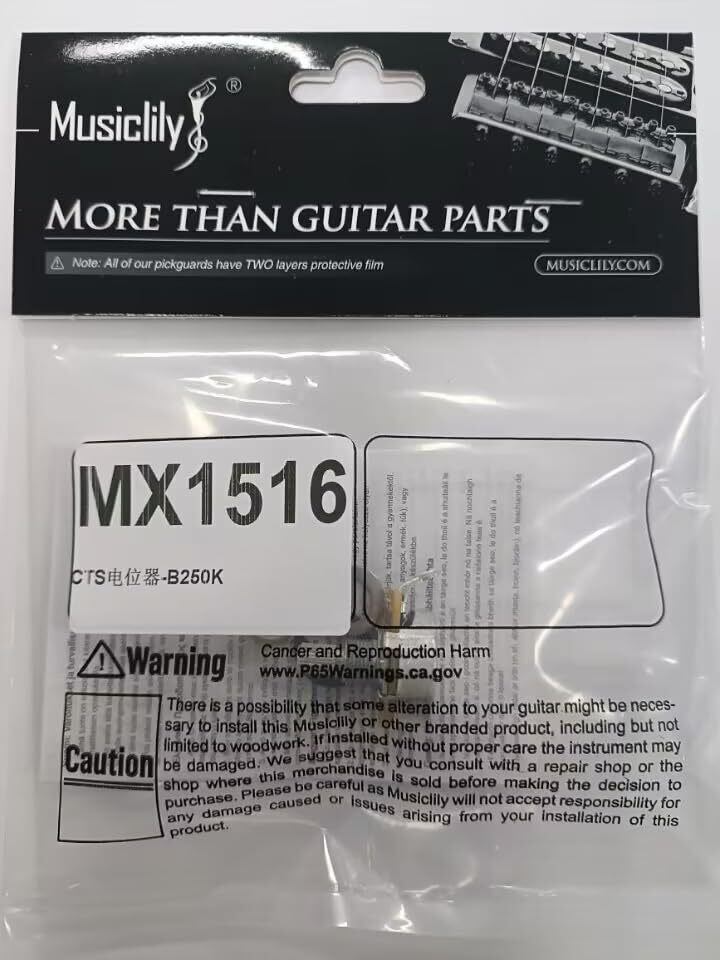 Musiclily®
MORE THAN GUITAR PARTS
Note: All of our pickguards have TWO layers protective film
MUSICLILY.COM
MX1516
CTS电位器-B250K
Warning
Cancer and Reproduction Harm
www.P65Warnings.ca.gov
Caution
There is a possibility that some alteration to your guitar might be neces-
sary to install this Musiclily or other branded product, including but not
limited to woodwork. If installed without proper care the instrument may
be damaged. We suggest that you consult with a repair shop or the
shop where this merchandise is sold before making the decision to
purchase. Please be careful as Musiclily will not accept responsibility for
any damage caused or issues arising from your installation of this
product.